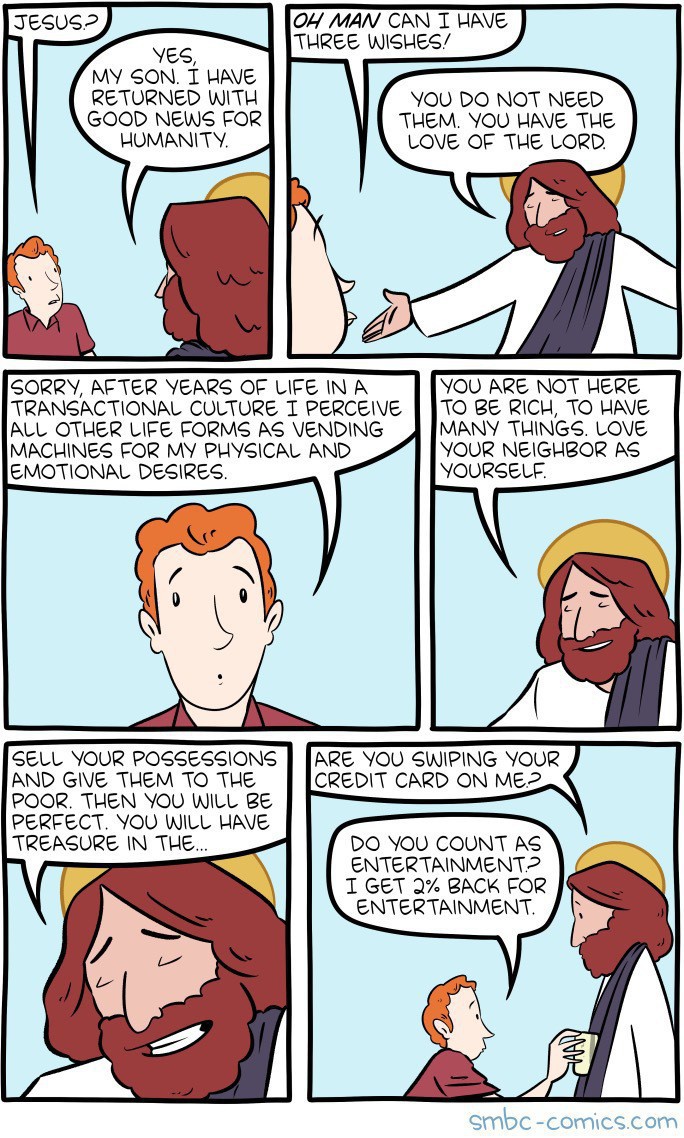 JESUS?
YES,
MY SON. I HAVE
RETURNED WITH
GOOD NEWS FOR
HUMANITY.
OH MAN CAN I HAVE
THREE WISHES!
YOU DO NOT NEED
THEM. YOU HAVE THE
LOVE OF THE LORD.
SORRY, AFTER YEARS OF LIFE IN A
TRANSACTIONAL CULTURE I PERCEIVE
ALL OTHER LIFE FORMS AS VENDING
MACHINES FOR MY PHYSICAL AND
EMOTIONAL DESIRES.
YOU ARE NOT HERE
TO BE RICH, TO HAVE
MANY THINGS. LOVE
YOUR NEIGHBOR AS
YOURSELF.
SELL YOUR POSSESSIONS
AND GIVE THEM TO THE
POOR. THEN YOU WILL BE
PERFECT. YOU WILL HAVE
TREASURE IN THE...
ARE YOU SWIPING YOUR
CREDIT CARD ON ME?
DO YOU COUNT AS
ENTERTAINMENT?
I GET 2% BACK FOR
ENTERTAINMENT.
smbc-comics.com